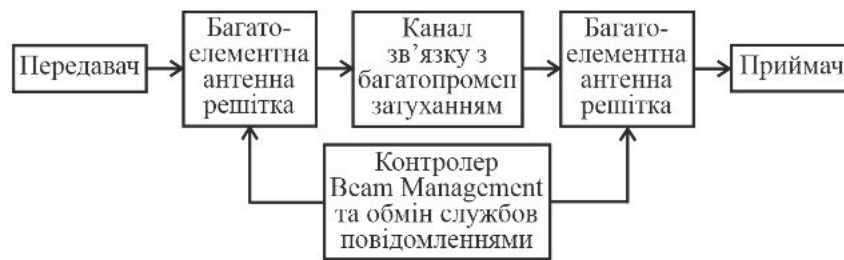 Передавач
Багато-
елементна
антенна
решітка
Канал
зв’язку з
багатопромен
затуханням
Багато-
елементна
антенна
решітка
Приймач
Контролер
Beam Management
та обмін службов
повідомленнями